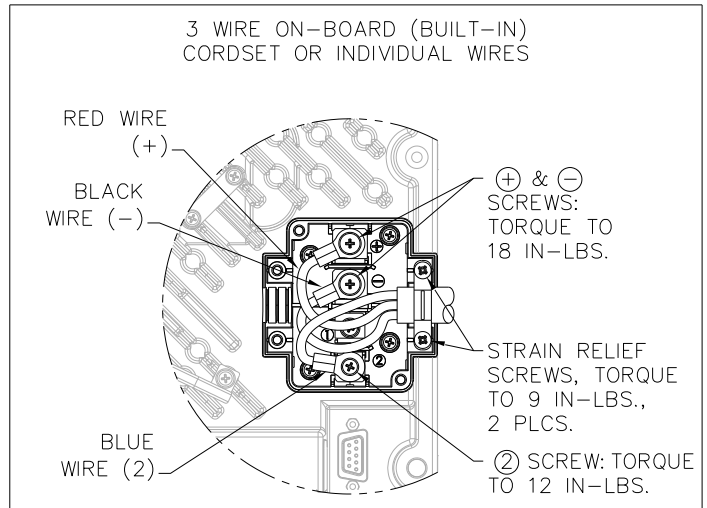 3 WIRE ON-BOARD (BUILT-IN)
CORDSET OR INDIVIDUAL WIRES
RED WIRE
(+)
BLACK
WIRE (-)
⊕ & ⊖
SCREWS:
TORQUE TO
18 IN-LBS.
STRAIN RELIEF
SCREWS, TORQUE
TO 9 IN-LBS.,
2 PLCS.
BLUE
WIRE (2)
② SCREW: TORQUE
TO 12 IN-LBS.
⊕
⊖
①
②